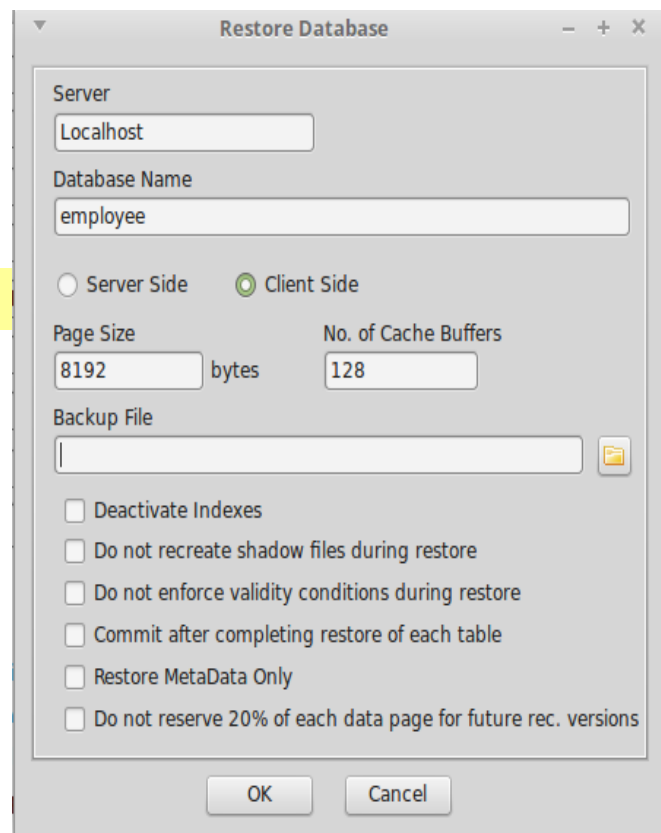 Restore Database
Server
Localhost
Database Name
employee
Server Side Client Side
Page Size No. of Cache Buffers
8192 bytes 128
Backup File
Deactivate Indexes
Do not recreate shadow files during restore
Do not enforce validity conditions during restore
Commit after completing restore of each table
Restore MetaData Only
Do not reserve 20% of each data page for future rec. versions
OK Cancel